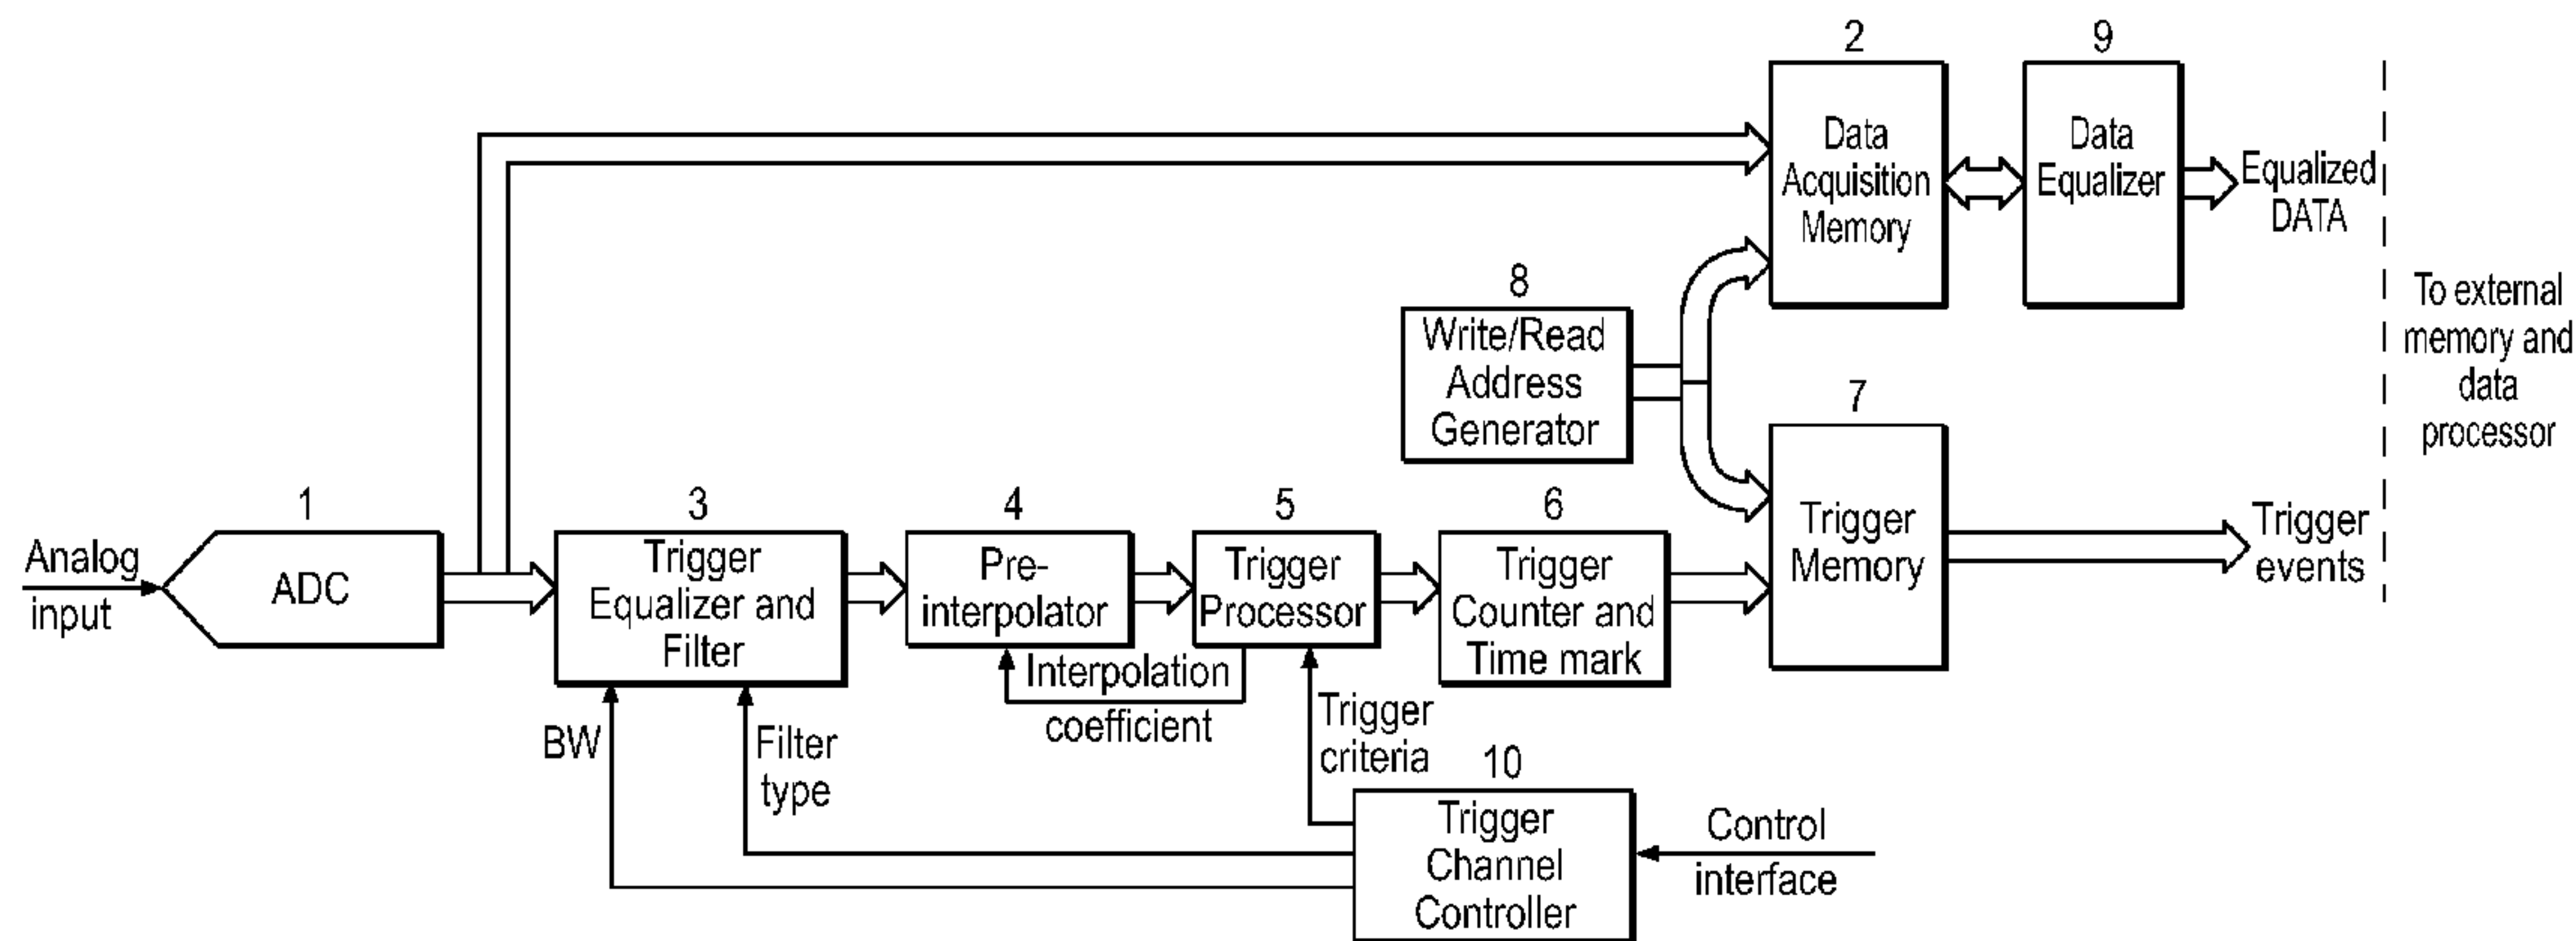 2
9
Data
Acquisition
Memory
Data
Equalizer
Equalized
DATA
To external
memory and
data
processor
8
Write/Read
Address
Generator
7
Trigger
Memory
Trigger
events
1
Analog
input
ADC
3
Trigger
Equalizer and
Filter
4
Pre-
interpolator
5
Trigger
Processor
6
Trigger
Counter and
Time mark
Interpolation
coefficient
BW
Filter
type
Trigger
criteria
10
Trigger
Channel
Controller
Control
interface